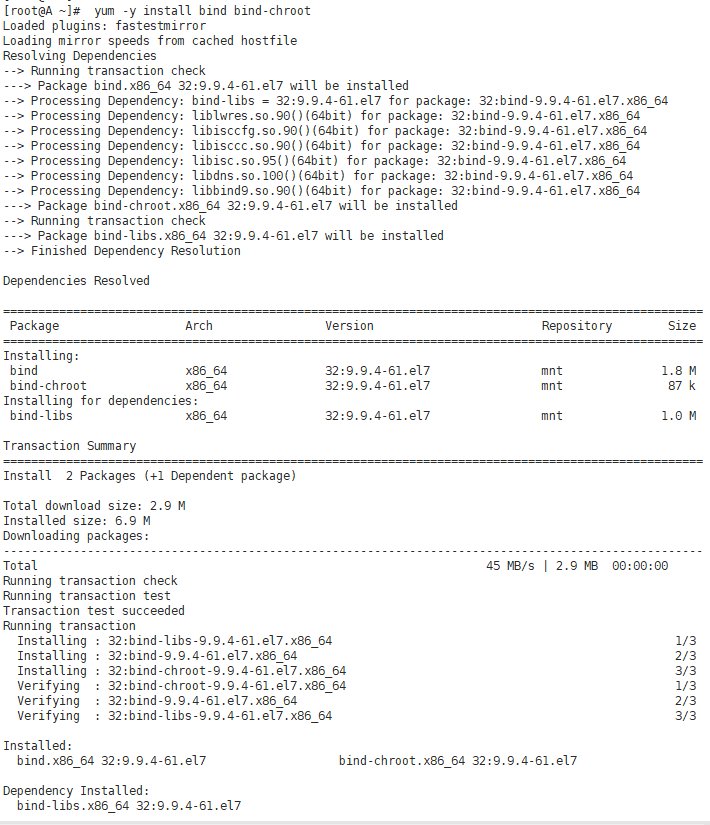 [root@A ~]#  yum -y install bind bind-chroot
Loaded plugins: fastestmirror
Loading mirror speeds from cached hostfile
Resolving Dependencies
--> Running transaction check
---> Package bind.x86_64 32:9.9.4-61.el7 will be installed
--> Processing Dependency: bind-libs = 32:9.9.4-61.el7 for package: 32:bind-9.9.4-61.el7.x86_64
--> Processing Dependency: liblwres.so.90()(64bit) for package: 32:bind-9.9.4-61.el7.x86_64
--> Processing Dependency: libisccfg.so.90()(64bit) for package: 32:bind-9.9.4-61.el7.x86_64
--> Processing Dependency: libisccc.so.90()(64bit) for package: 32:bind-9.9.4-61.el7.x86_64
--> Processing Dependency: libisc.so.95()(64bit) for package: 32:bind-9.9.4-61.el7.x86_64
--> Processing Dependency: libdns.so.100()(64bit) for package: 32:bind-9.9.4-61.el7.x86_64
--> Processing Dependency: libbind9.so.90()(64bit) for package: 32:bind-9.9.4-61.el7.x86_64
---> Package bind-chroot.x86_64 32:9.9.4-61.el7 will be installed
--> Running transaction check
---> Package bind-libs.x86_64 32:9.9.4-61.el7 will be installed
--> Finished Dependency Resolution
Dependencies Resolved
================================================================================
Package Arch Version Repository Size
================================================================================
Installing:
bind x86_64 32:9.9.4-61.el7 mnt 1.8 M
bind-chroot x86_64 32:9.9.4-61.el7 mnt 87 k
Installing for dependencies:
bind-libs x86_64 32:9.9.4-61.el7 mnt 1.0 M
Transaction Summary
================================================================================
Install  2 Packages (+1 Dependent package)
Total download size: 2.9 M
Installed size: 6.9 M
Downloading packages:
--------------------------------------------------------------------------------
Total 45 MB/s | 2.9 MB  00:00:00
Running transaction check
Running transaction test
Transaction test succeeded
Running transaction
Installing : 32:bind-libs-9.9.4-61.el7.x86_64 1/3
Installing : 32:bind-9.9.4-61.el7.x86_64 2/3
Installing : 32:bind-chroot-9.9.4-61.el7.x86_64 3/3
Verifying  : 32:bind-chroot-9.9.4-61.el7.x86_64 1/3
Verifying  : 32:bind-9.9.4-61.el7.x86_64 2/3
Verifying  : 32:bind-libs-9.9.4-61.el7.x86_64 3/3
Installed:
bind.x86_64 32:9.9.4-61.el7 bind-chroot.x86_64 32:9.9.4-61.el7
Dependency Installed:
bind-libs.x86_64 32:9.9.4-61.el7